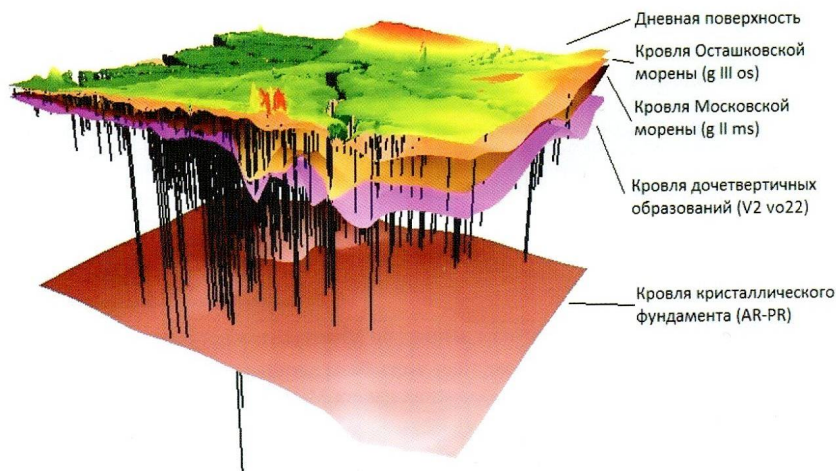 Дневная поверхность
Кровля Осташковской
морены (g III os)
Кровля Московской
морены (g II ms)
Кровля дочетвертичных
образований (V2 vo22)
Кровля кристаллического
фундамента (AR-PR)